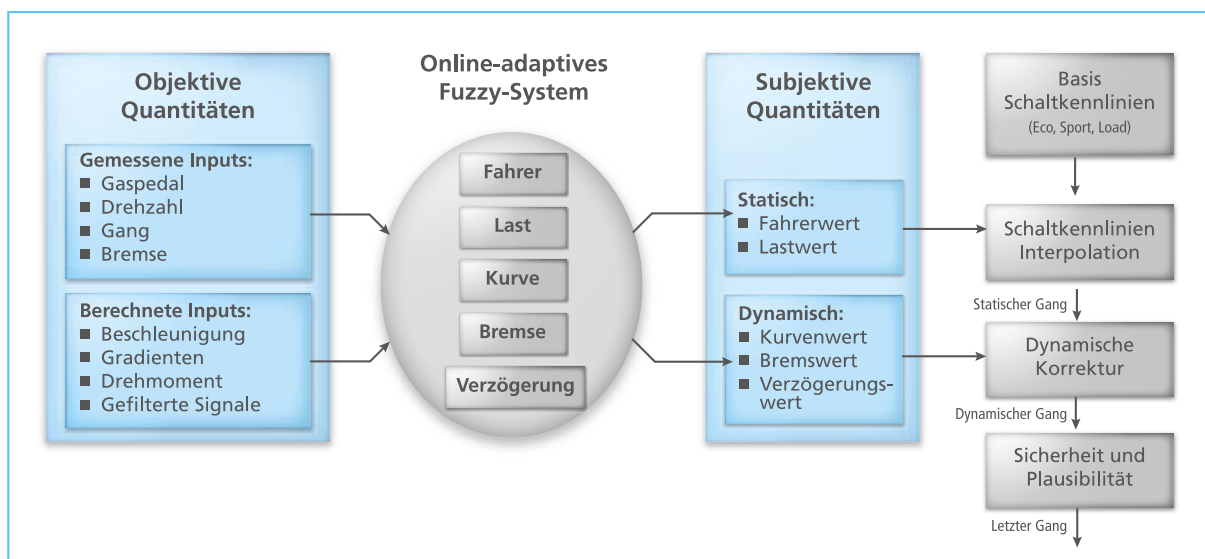 Objektive
Quantitäten
Gemessene Inputs:
■ Gaspedal
■ Drehzahl
■ Gang
■ Bremse
Berechnete Inputs:
■ Beschleunigung
■ Gradienten
■ Drehmoment
■ Gefilterte Signale
Online-adaptives
Fuzzy-System
Fahrer
Last
Kurve
Bremse
Verzögerung
Subjektive
Quantitäten
Statisch:
■ Fahrerwert
■ Lastwert
Dynamisch:
■ Kurvenwert
■ Bremswert
■ Verzögerungs-
wert
Basis
Schaltkennlinien
(Eco, Sport, Load)
Schaltkennlinien
Interpolation
Statischer Gang
Dynamische
Korrektur
Dynamischer Gang
Sicherheit und
Plausibilität
Letzter Gang